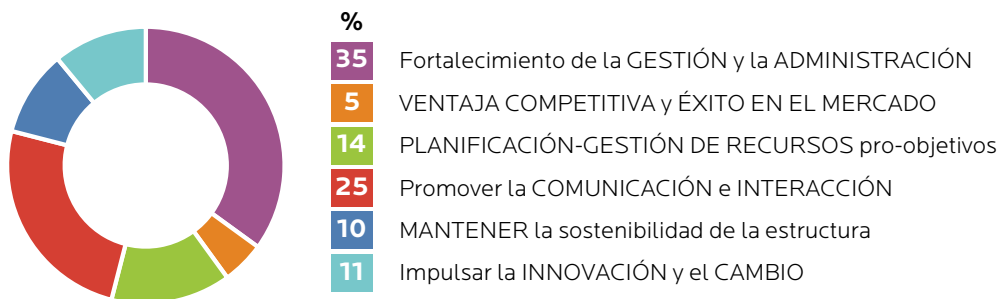 %
35 Fortalecimiento de la GESTIÓN y la ADMINISTRACIÓN
5 VENTAJA COMPETITIVA y ÉXITO EN EL MERCADO
14 PLANIFICACIÓN-GESTIÓN DE RECURSOS pro-objetivos
25 Promover la COMUNICACIÓN e INTERACCIÓN
10 MANTENER la sostenibilidad de la estructura
11 Impulsar la INNOVACIÓN y el CAMBIO